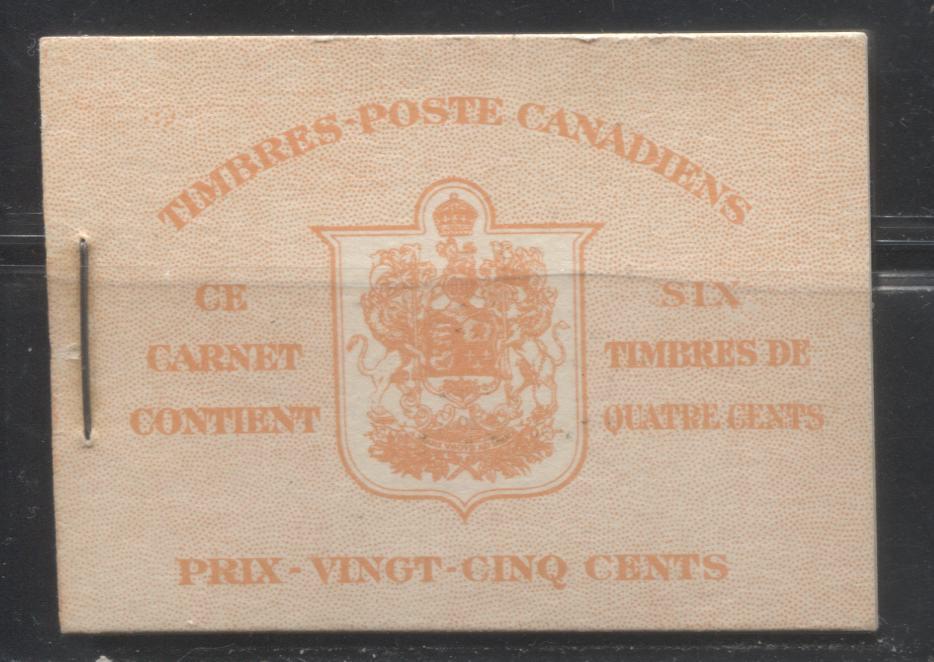 TIMBRES-POSTE CANADIENS
CE
CARNET
CONTIENT
SIX
TIMBRES DE
QUATRE CENTS
PRIX - VINGT - CINQ CENTS